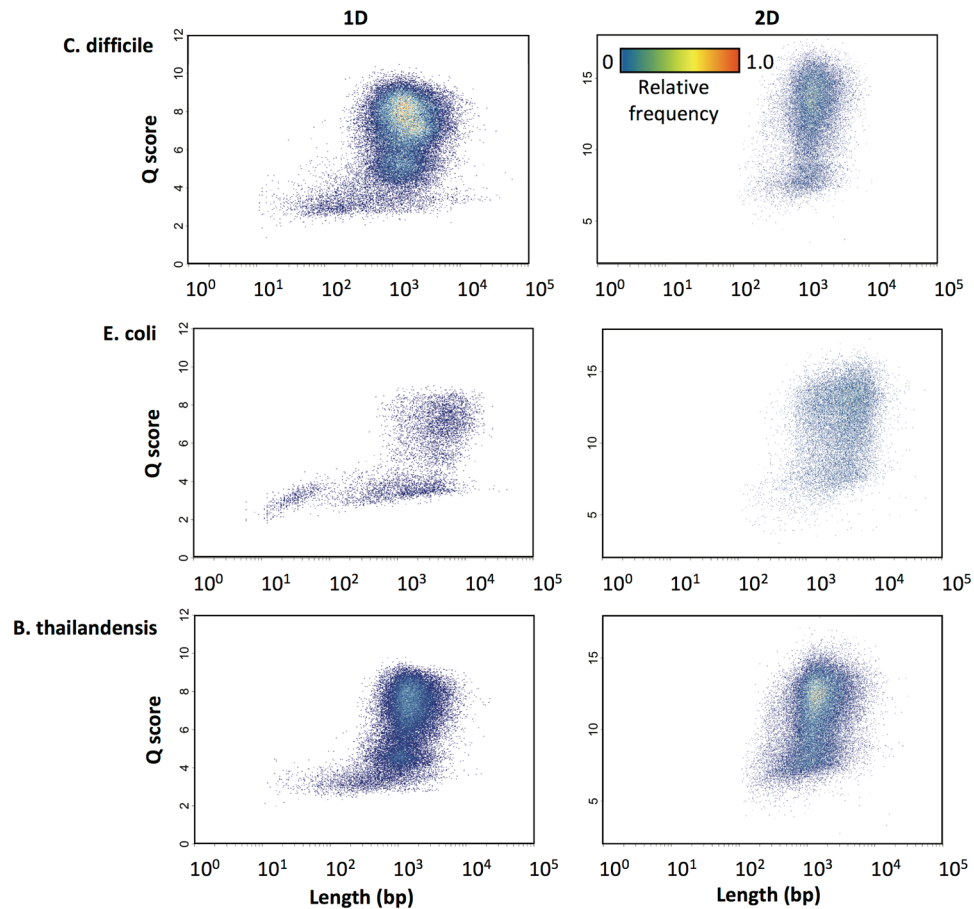 1D 2D
C. difficile
0 1.0
Relative
frequency
Q score
0 2 4 6 8 10 12
5 10 15
10⁰ 10¹ 10² 10³ 10⁴ 10⁵ 10⁰ 10¹ 10² 10³ 10⁴ 10⁵
E. coli
Q score
0 2 4 6 8 10 12
5 10 15
10⁰ 10¹ 10² 10³ 10⁴ 10⁵ 10⁰ 10¹ 10² 10³ 10⁴ 10⁵
B. thailandensis
Q score
0 2 4 6 8 10 12
5 10 15
10⁰ 10¹ 10² 10³ 10⁴ 10⁵ 10⁰ 10¹ 10² 10³ 10⁴ 10⁵
Length (bp) Length (bp)